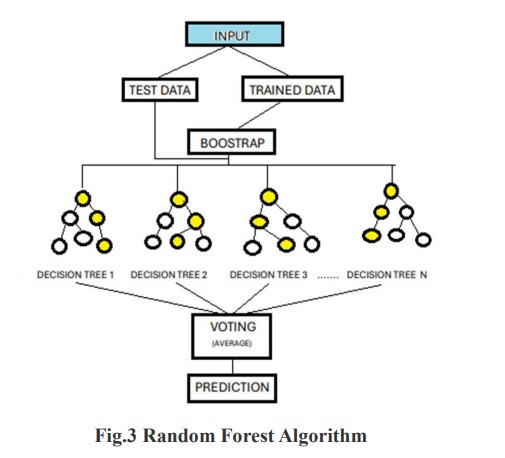 INPUT
TEST DATA
TRAINED DATA
BOOSTRAP
DECISION TREE 1
DECISION TREE 2
DECISION TREE 3
.......
DECISION TREE N
VOTING
(AVERAGE)
PREDICTION
Fig.3 Random Forest Algorithm